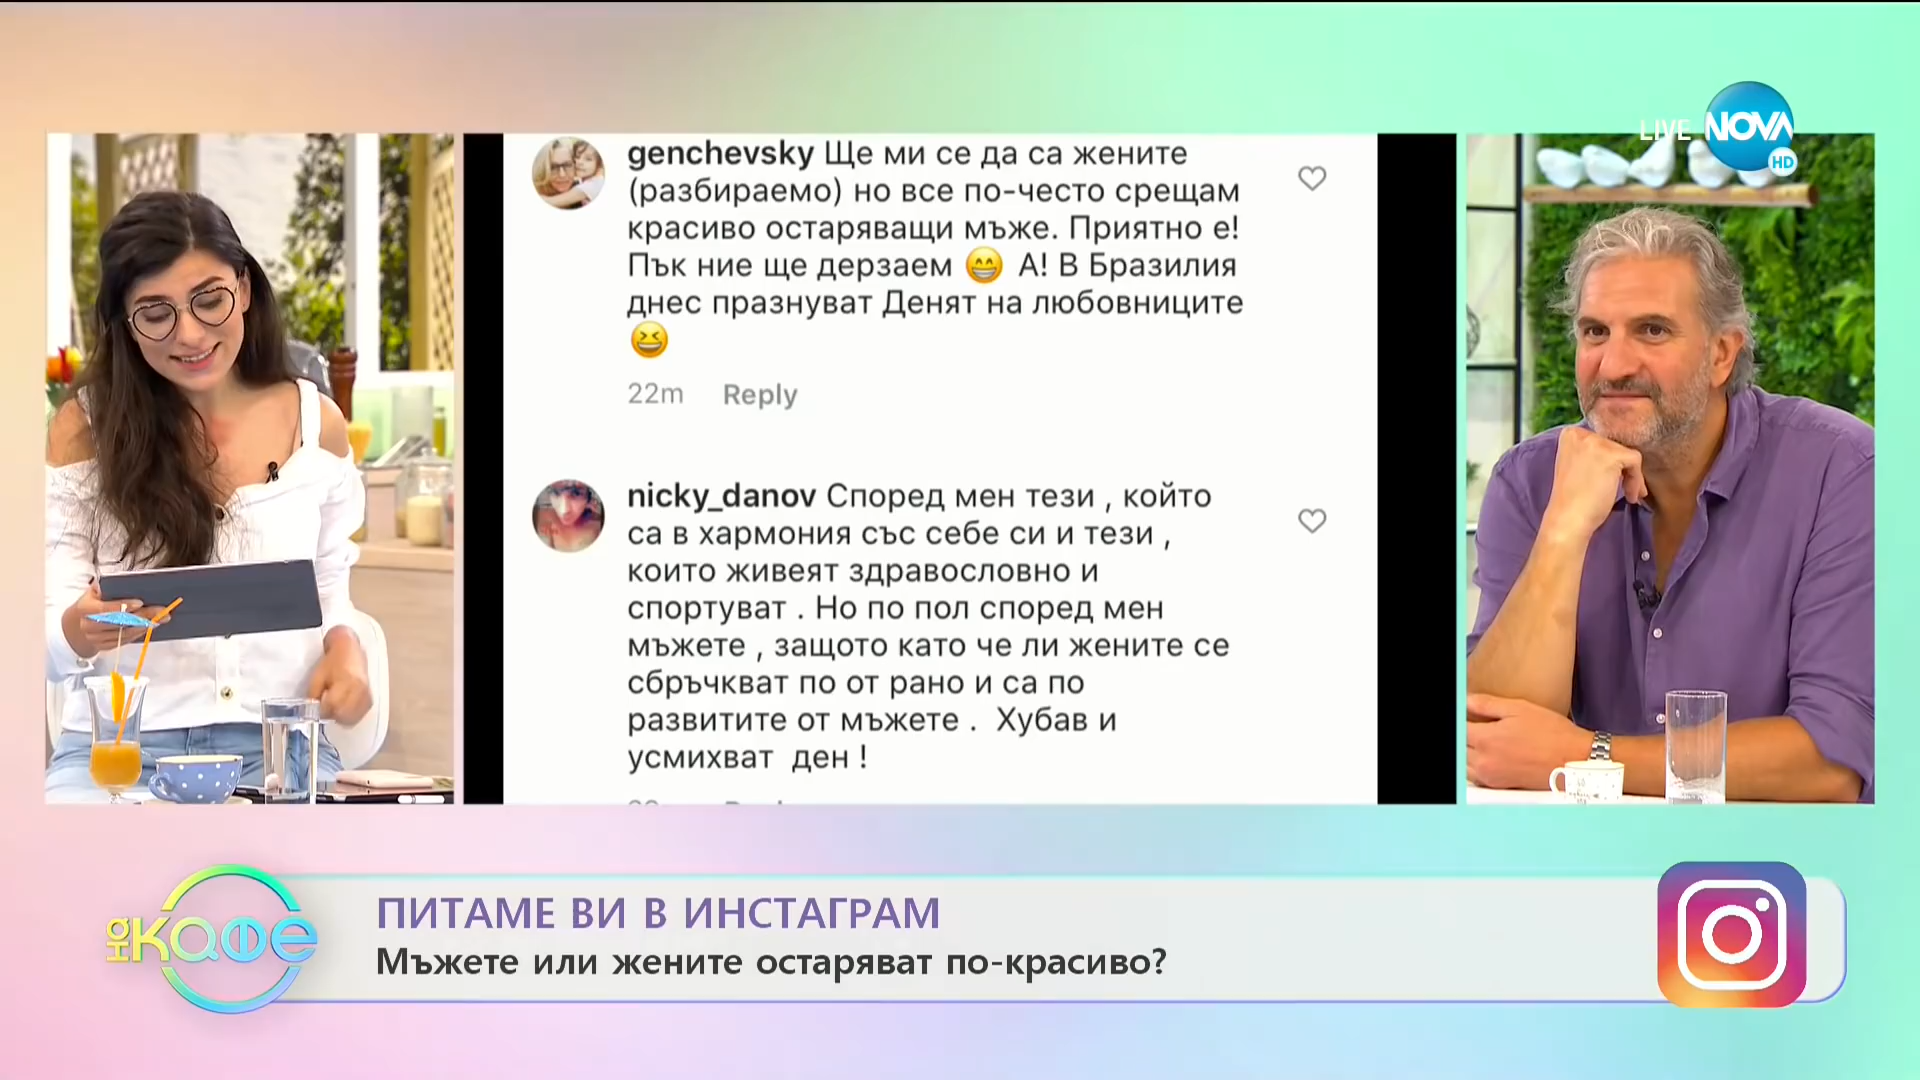 LIVE NOVA
HD
genchevsky Ще ми се да са жените
(разбираемо) но все по-често срещам
красиво остаряващи мъже. Приятно е!
Пък ние ще дерзаем 😁 А! В Бразилия
днес празнуват Денят на любовниците
😆
22m Reply
nicky_danov Според мен тези , който
са в хармония със себе си и тези ,
които живеят здравословно и
спортуват . Но по пол според мен
мъжете , защото като че ли жените се
сбръчкват по от рано и са по
развитите от мъжете . Хубав и
усмихват ден !
на кафе
ПИТАМЕ ВИ В ИНСТАГРАМ
Мъжете или жените остаряват по-красиво?